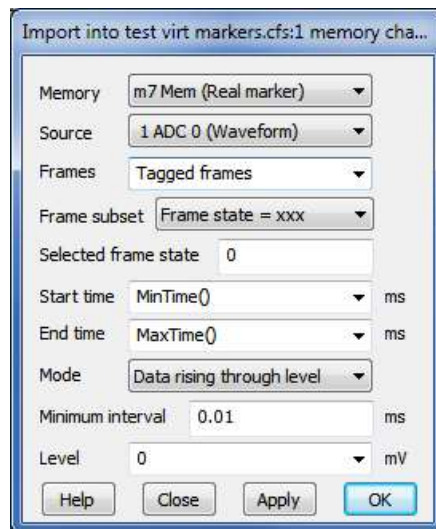 Import into test virt markers.cfs:1 memory cha...
Memory m7 Mem (Real marker)
Source 1 ADC 0 (Waveform)
Frames Tagged frames
Frame subset Frame state = xxx
Selected frame state 0
Start time MinTime() ms
End time MaxTime() ms
Mode Data rising through level
Minimum interval 0.01 ms
Level 0 mV
Help Close Apply OK